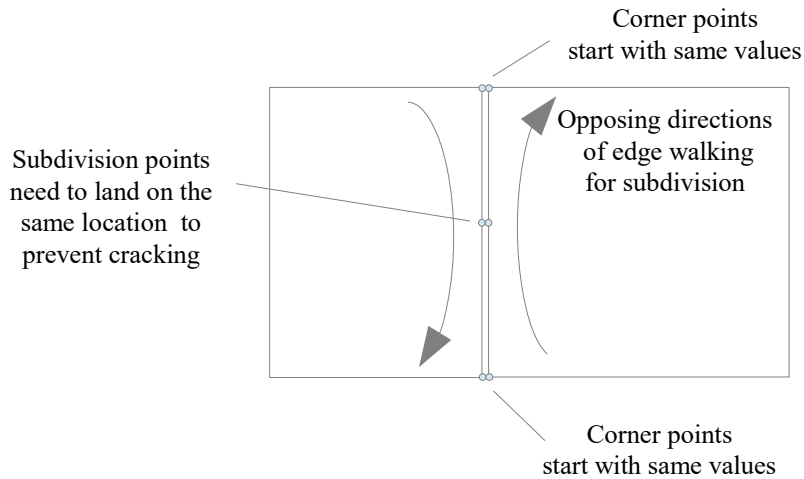 Corner points
start with same values
Opposing directions
of edge walking
for subdivision
Subdivision points
need to land on the
same location to
prevent cracking
Corner points
start with same values